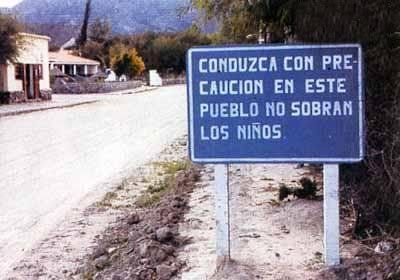 CONDUZCA CON PRE-
CAUCION EN ESTE
PUEBLO NO SOBRAN
LOS NIÑOS.